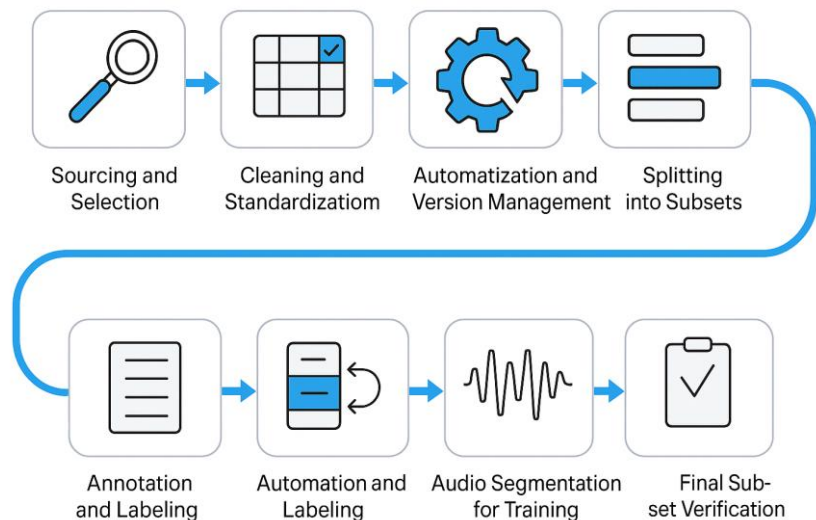 Sourcing and
Selection
Cleaning and
Standardizatiom
Automatization and
Version Management
Splitting
into Subsets
Annotation
and Labeling
Automation and
Labeling
Audio Segmentation
for Training
Final Sub-
set Verification